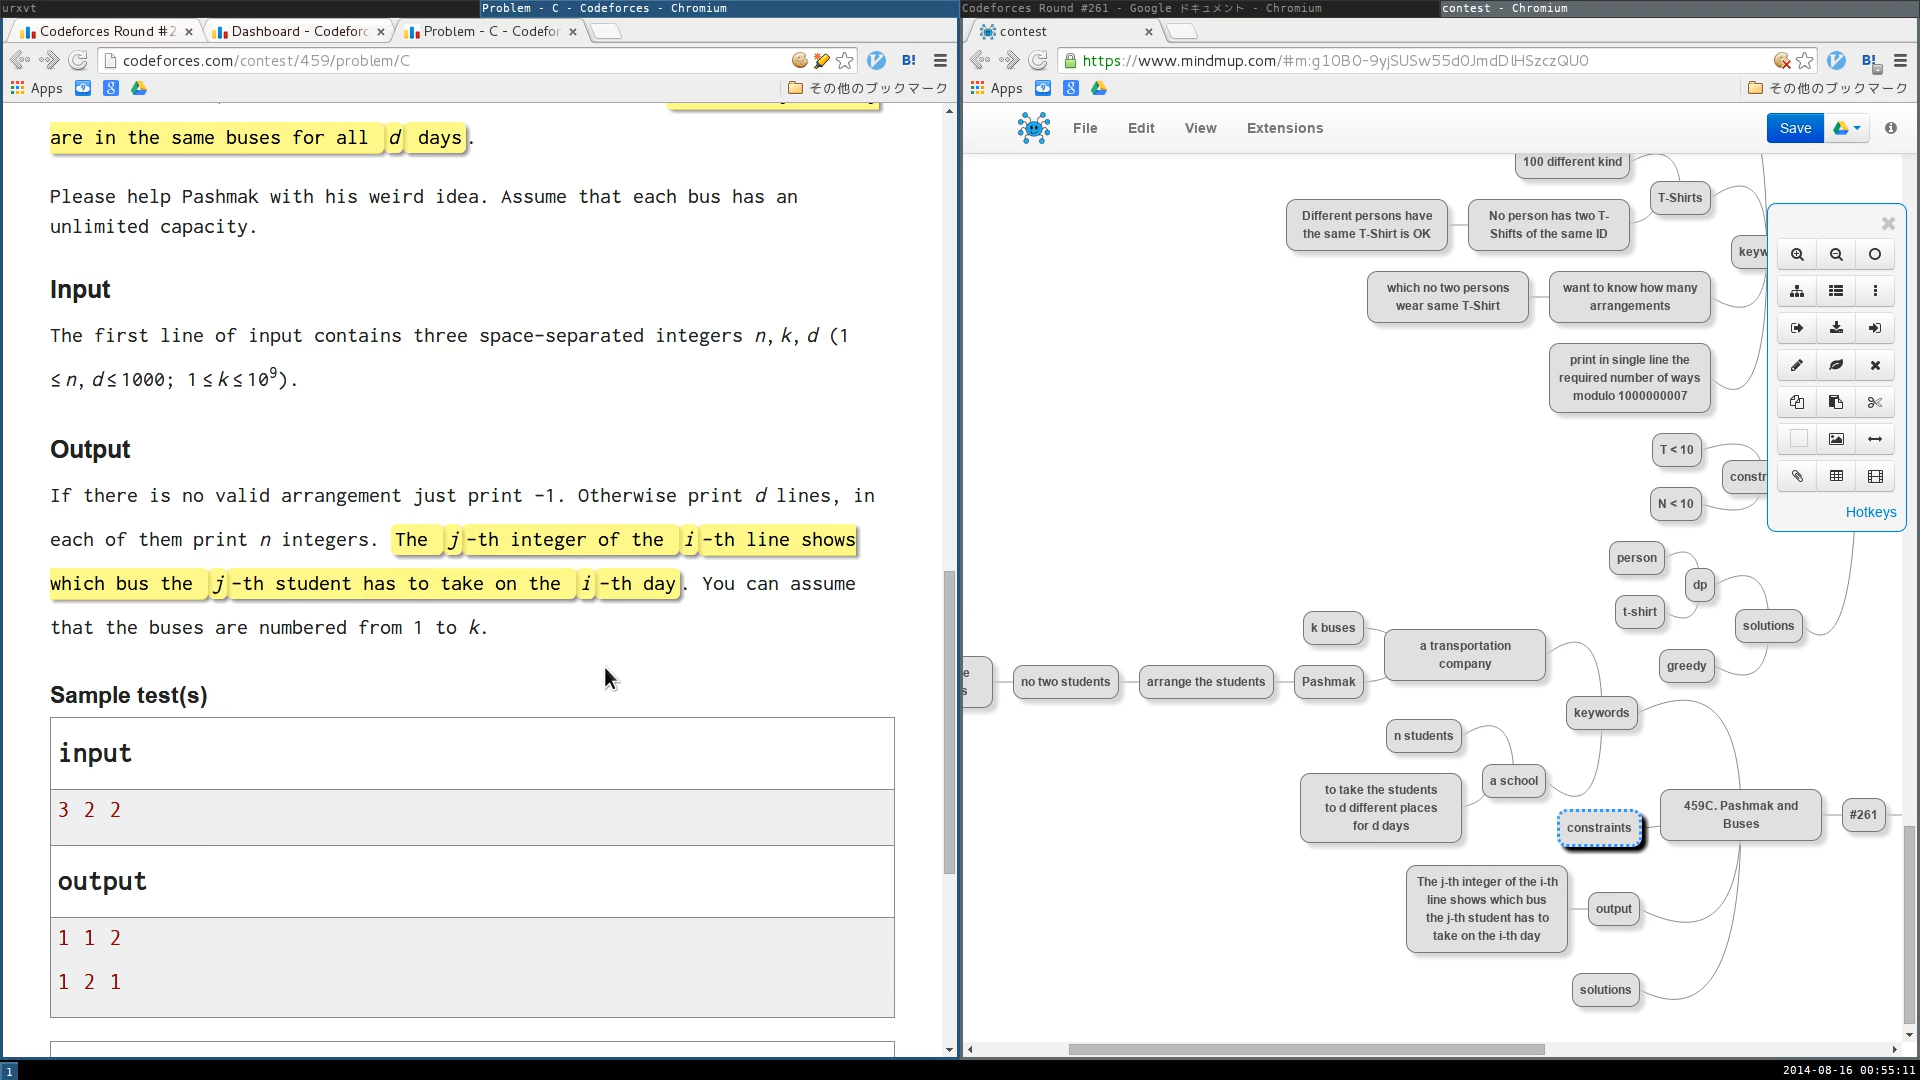 urxvt
Problem - C - Codeforces - Chromium
Codeforces Round #261 - Google ドキュメント - Chromium
contest - Chromium
Codeforces Round #2
Dashboard - Codeforc
Problem - C - Codefor
codeforces.com/contest/459/problem/C
B!
Apps
その他のブックマーク
are in the same buses for all d days.
Please help Pashmak with his weird idea. Assume that each bus has an
unlimited capacity.
Input
The first line of input contains three space-separated integers n, k, d (1
≤ n, d ≤ 1000; 1 ≤ k ≤ 10⁹).
Output
If there is no valid arrangement just print -1. Otherwise print d lines, in
each of them print n integers. The j-th integer of the i-th line shows
which bus the j-th student has to take on the i-th day. You can assume
that the buses are numbered from 1 to k.
Sample test(s)
input
3 2 2
output
1 1 2
1 2 1
contest
https://www.mindmup.com/#m:g10B0-9yjSUSw55d0JmdDlHSzczQU0
B!
Apps
その他のブックマーク
File
Edit
View
Extensions
Save
100 different kind
T-Shirts
Different persons have
the same T-Shirt is OK
No person has two T-
Shifts of the same ID
keyw
which no two persons
wear same T-Shirt
want to know how many
arrangements
print in single line the
required number of ways
modulo 1000000007
T < 10
constr
N < 10
Hotkeys
person
dp
t-shirt
solutions
greedy
k buses
a transportation
company
e
s
no two students
arrange the students
Pashmak
keywords
n students
a school
to take the students
to d different places
for d days
constraints
459C. Pashmak and
Buses
#261
The j-th integer of the i-th
line shows which bus
the j-th student has to
take on the i-th day
output
solutions
1
2014-08-16 00:55:11